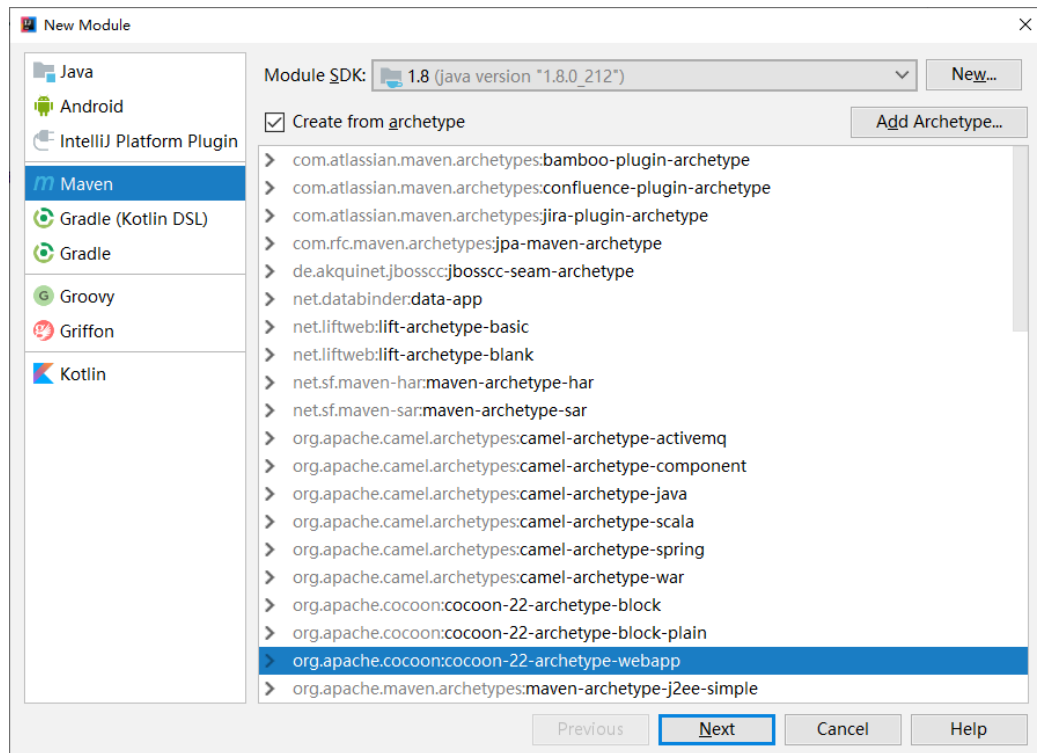 New Module
Java
Android
IntelliJ Platform Plugin
Maven
Gradle (Kotlin DSL)
Gradle
Groovy
Griffon
Kotlin
Module SDK: 1.8 (java version "1.8.0_212") New...
Create from archetype Add Archetype...
com.atlassian.maven.archetypes:bamboo-plugin-archetype
com.atlassian.maven.archetypes:confluence-plugin-archetype
com.atlassian.maven.archetypes:jira-plugin-archetype
com.rfc.maven.archetypes:jpa-maven-archetype
de.akquinet.jbosscc:jbosscc-seam-archetype
net.databinder:data-app
net.liftweb:lift-archetype-basic
net.liftweb:lift-archetype-blank
net.sf.maven-har:maven-archetype-har
net.sf.maven-sar:maven-archetype-sar
org.apache.camel.archetypes:camel-archetype-activemq
org.apache.camel.archetypes:camel-archetype-component
org.apache.camel.archetypes:camel-archetype-java
org.apache.camel.archetypes:camel-archetype-scala
org.apache.camel.archetypes:camel-archetype-spring
org.apache.camel.archetypes:camel-archetype-war
org.apache.cocoon:cocoon-22-archetype-block
org.apache.cocoon:cocoon-22-archetype-block-plain
org.apache.cocoon:cocoon-22-archetype-webapp
org.apache.maven.archetypes:maven-archetype-j2ee-simple
Previous Next Cancel Help